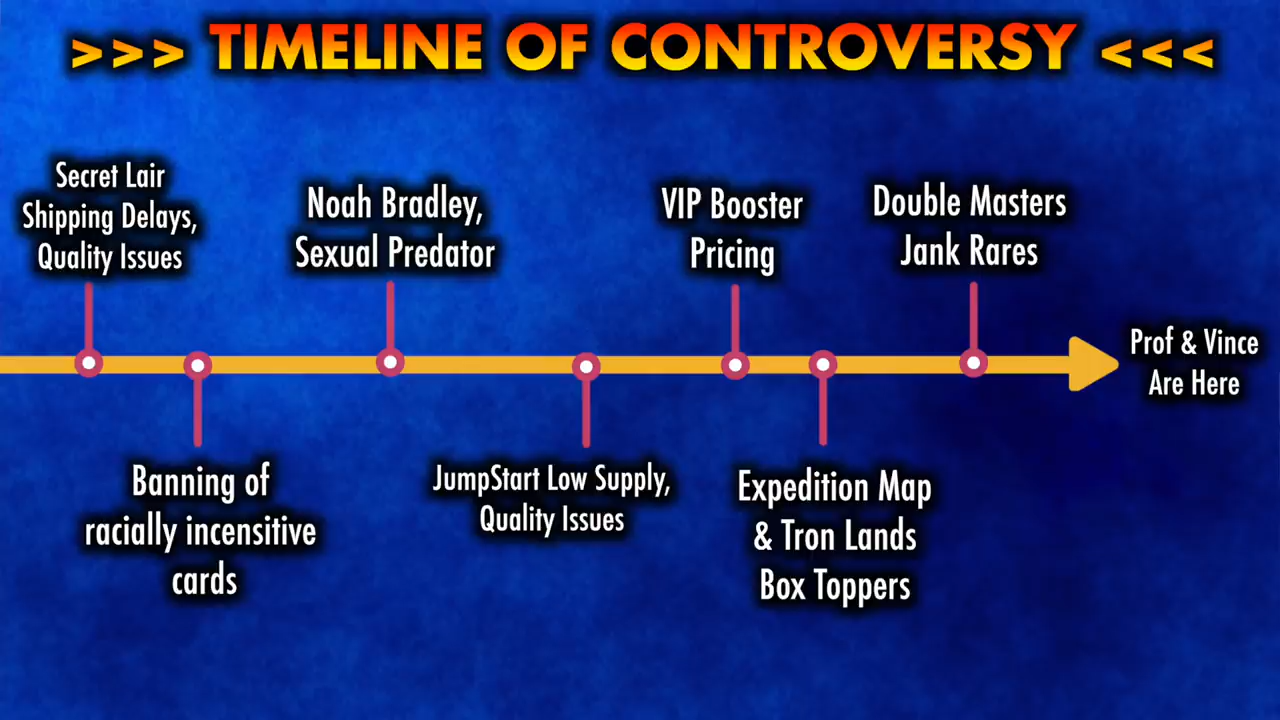 >>> TIMELINE OF CONTROVERSY <<<
Secret Lair
Shipping Delays,
Quality Issues
Banning of
racially incensitive
cards
Noah Bradley,
Sexual Predator
JumpStart Low Supply,
Quality Issues
VIP Booster
Pricing
Expedition Map
& Tron Lands
Box Toppers
Double Masters
Jank Rares
Prof & Vince
Are Here